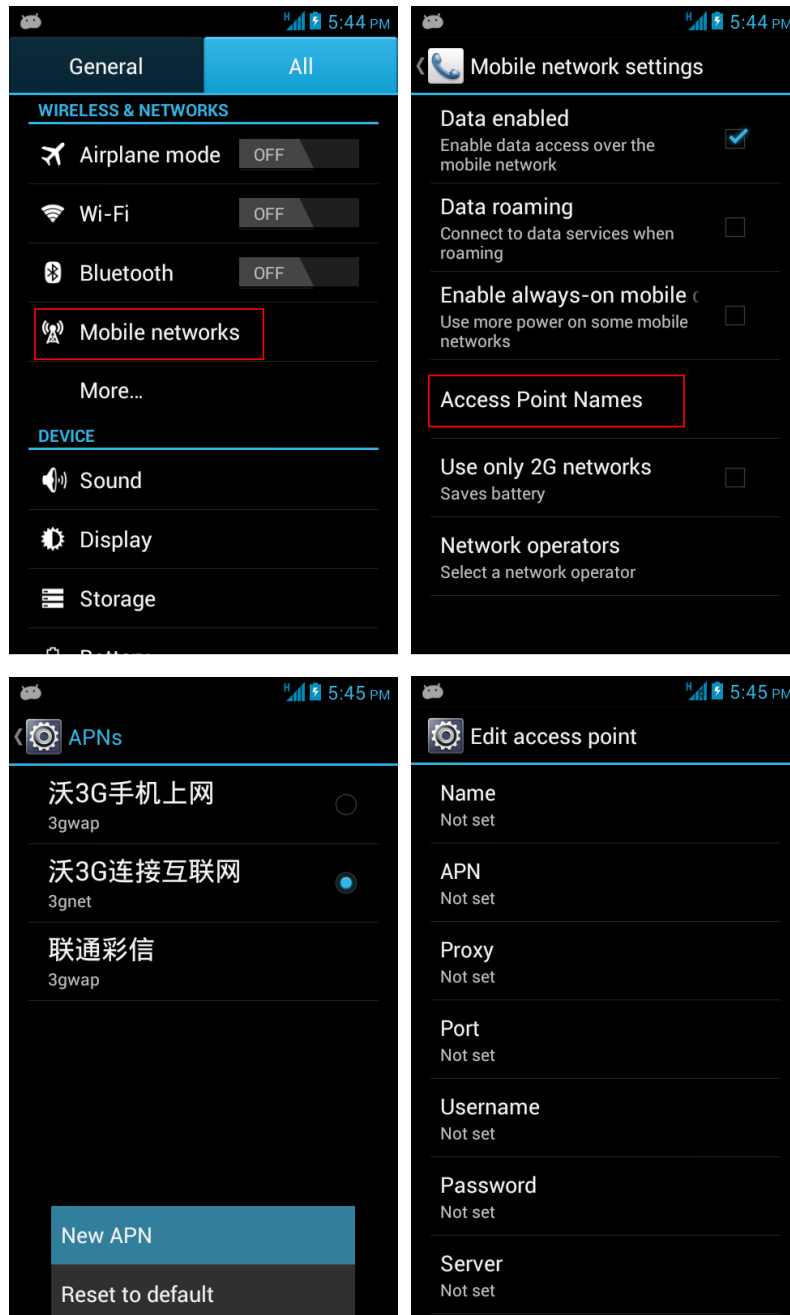 H 5:44 PM
General All
WIRELESS & NETWORKS
Airplane mode OFF
Wi-Fi OFF
Bluetooth OFF
Mobile networks
More...
DEVICE
Sound
Display
Storage
H 5:44 PM
Mobile network settings
Data enabled
Enable data access over the
mobile network
Data roaming
Connect to data services when
roaming
Enable always-on mobile
Use more power on some mobile
networks
Access Point Names
Use only 2G networks
Saves battery
Network operators
Select a network operator
H 5:45 PM
APNs
沃3G手机上网
3gwap
沃3G连接互联网
3gnet
联通彩信
3gwap
New APN
Reset to default
H 5:45 PM
Edit access point
Name
Not set
APN
Not set
Proxy
Not set
Port
Not set
Username
Not set
Password
Not set
Server
Not set